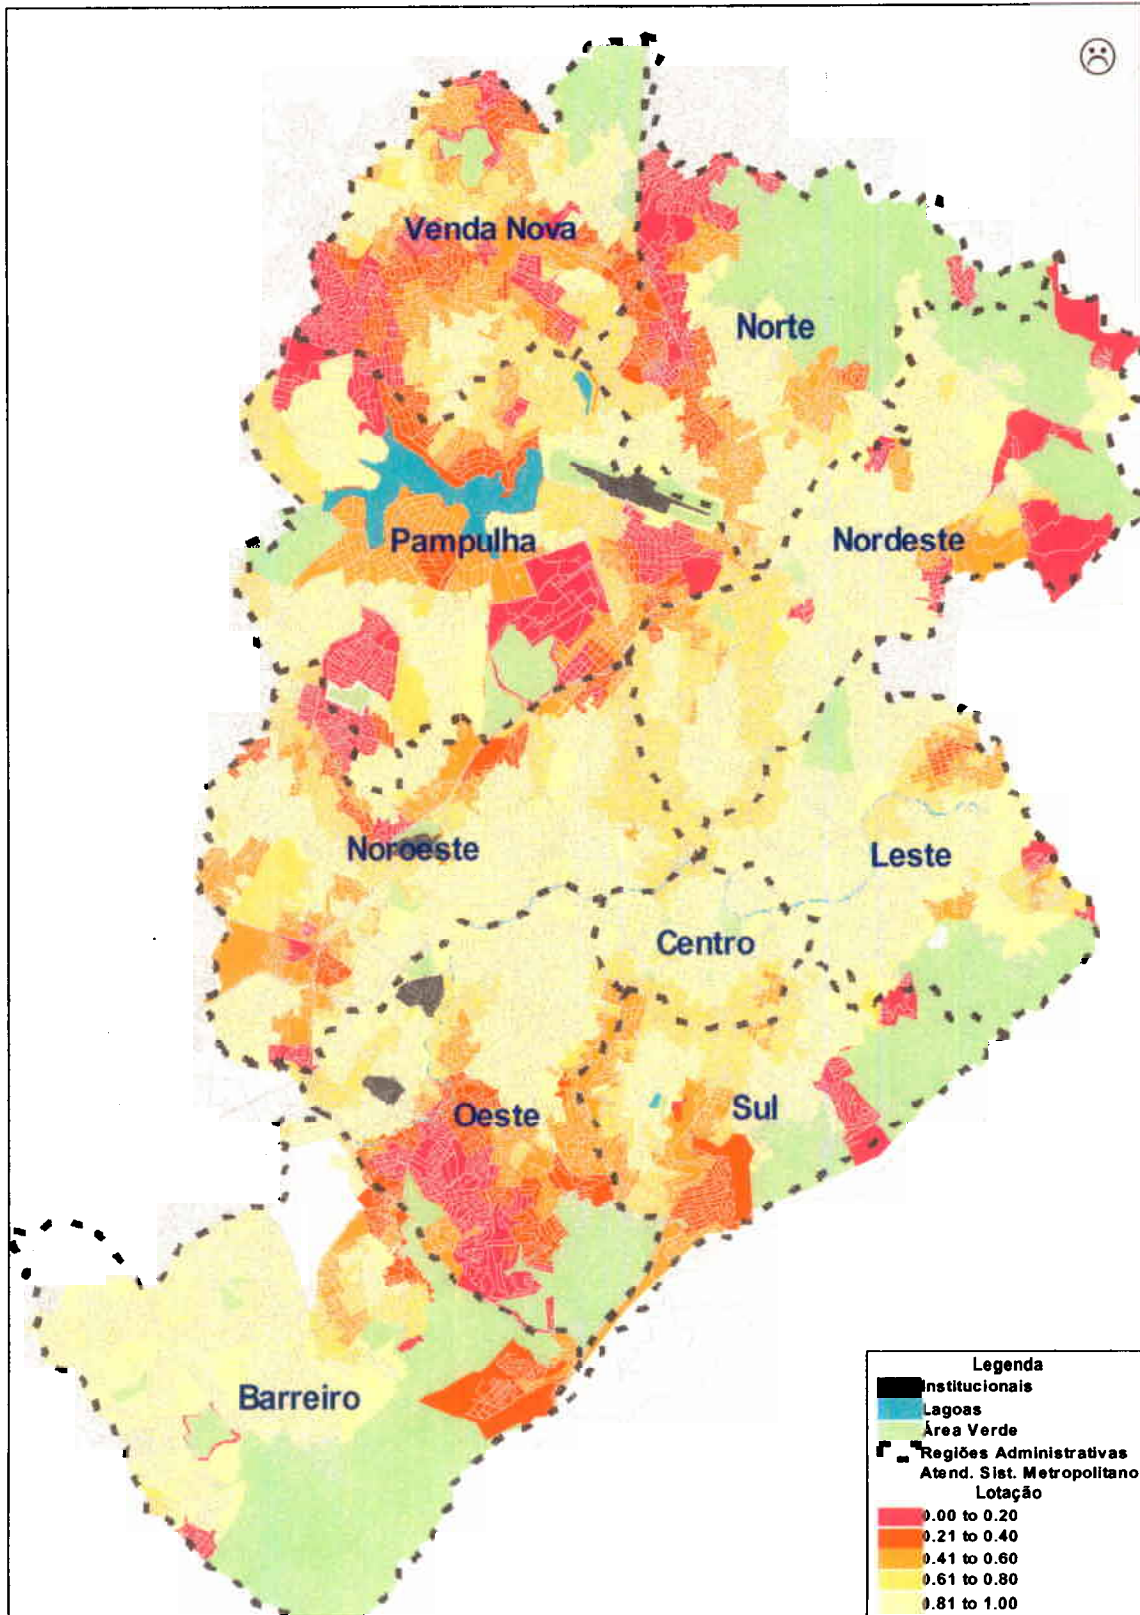 Venda Nova
Norte
Pampulha
Nordeste
Noroeste
Leste
Centro
Oeste
Sul
Barreiro
Legenda
Institucionais
Lagoas
Área Verde
Regiões Administrativas
Atend. Sist. Metropolitano
Lotação
0.00 to 0.20
0.21 to 0.40
0.41 to 0.60
0.61 to 0.80
0.81 to 1.00